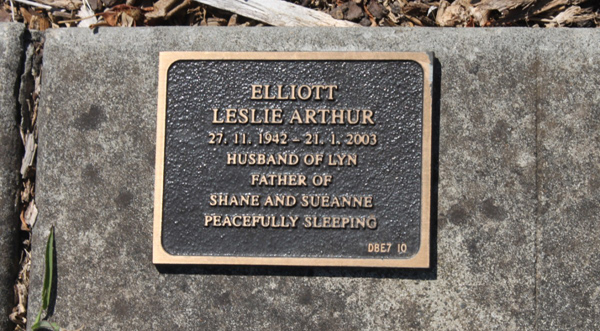 ELLIOTT
LESLIE ARTHUR
27. 11. 1942 – 21. 1. 2003
HUSBAND OF LYN
FATHER OF
SHANE AND SUEANNE
PEACEFULLY SLEEPING
DBE7 10